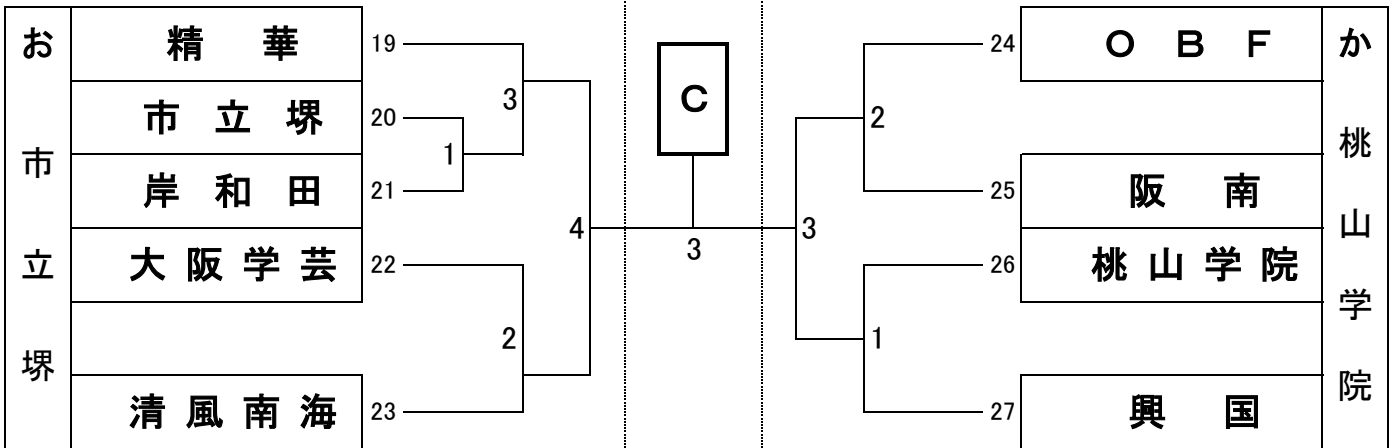 お 市 立 堺
精 華 19
市 立 堺 20
岸 和 田 21
大 阪 学 芸 22
清 風 南 海 23
3
1
4
2
C
3
2
3
1
24 O B F
25 阪 南
26 桃 山 学 院
27 興 国
か 桃 山 学 院